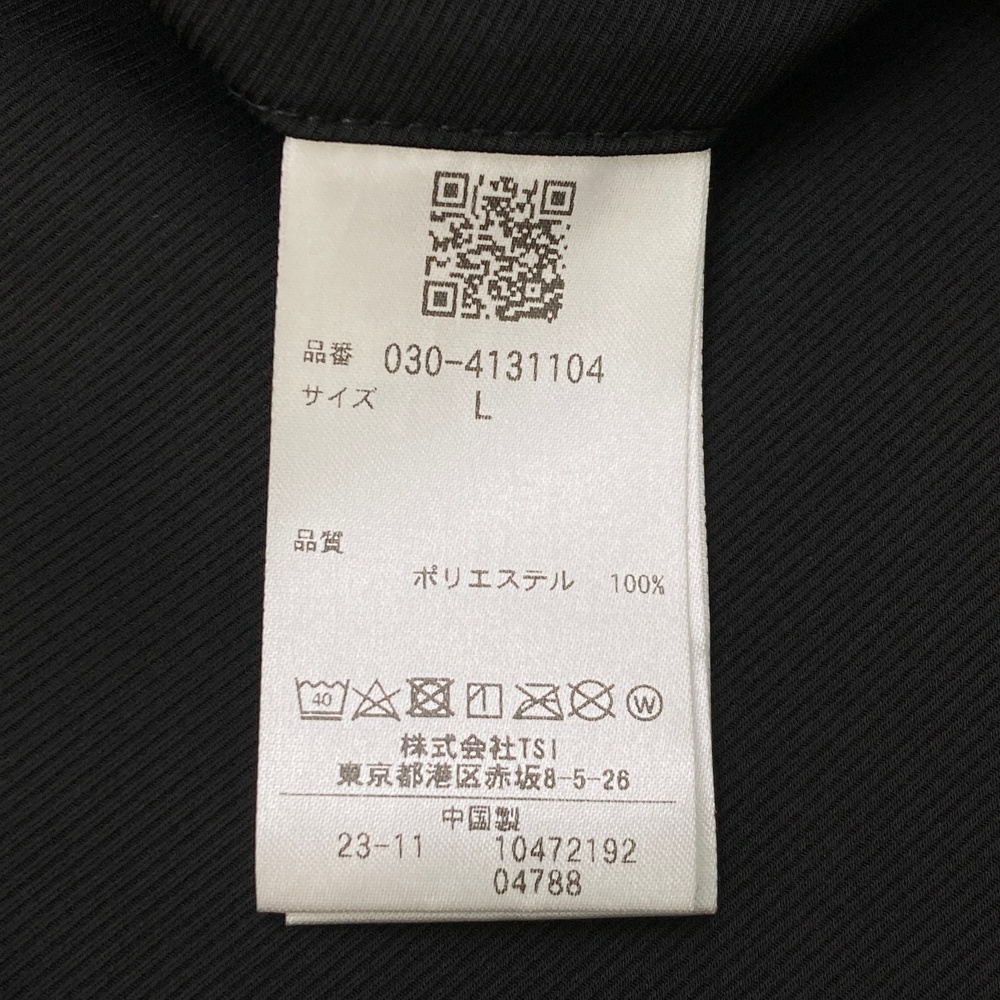 品番 030-4131104
サイズ L
品質
ポリエステル 100%
40 W
株式会社TSI
東京都港区赤坂8-5-26
中国製
23-11 10472192
04788